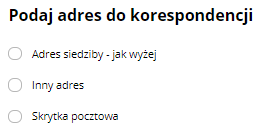 Podaj adres do korespondencji
Adres siedziby - jak wyżej
Inny adres
Skrytka pocztowa